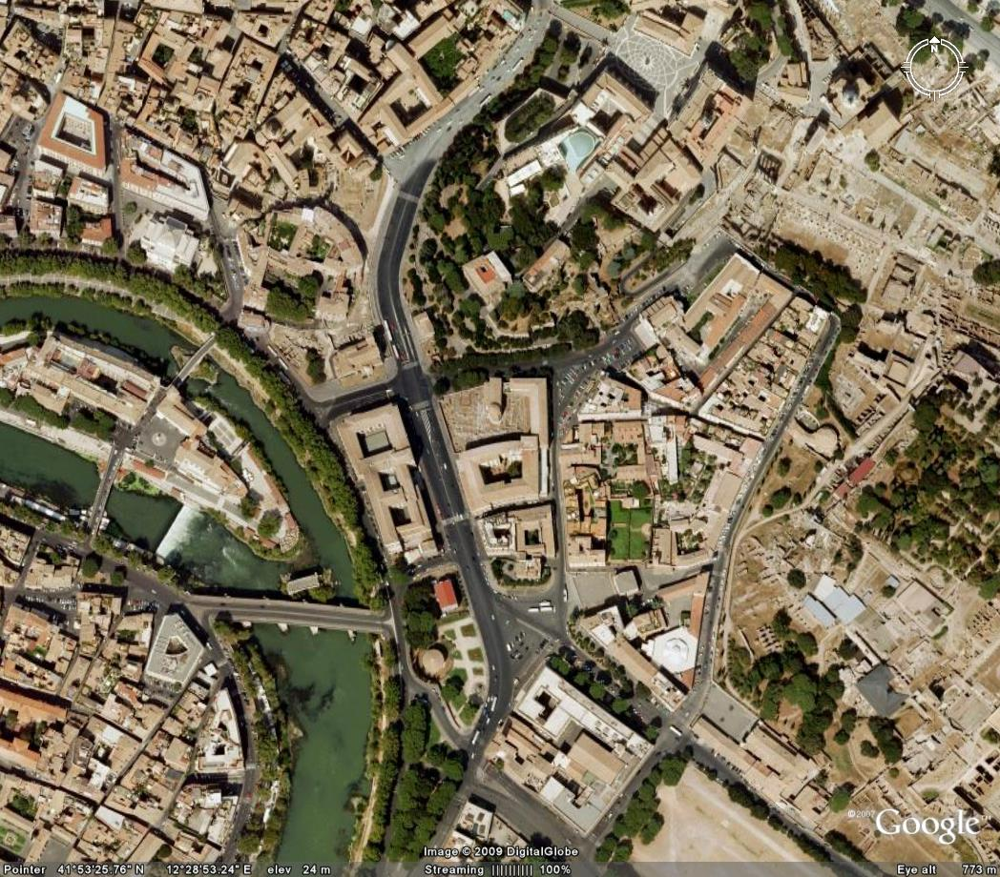 N
© 2007 Google™
Image © 2009 DigitalGlobe
Pointer 41°53'25.76" N 12°28'53.24" E elev 24 m Streaming |||||||||| 100% Eye alt 773 m